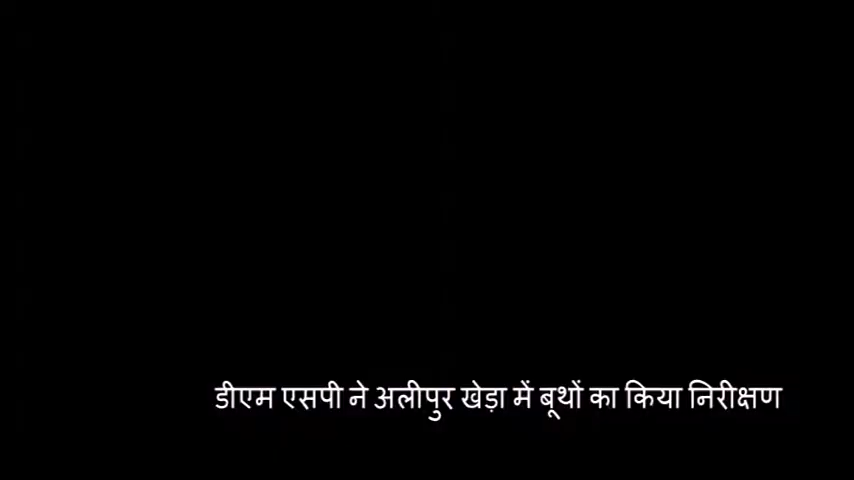 डीएम एसपी ने अलीपुर खेड़ा में बूथों का किया निरीक्षण